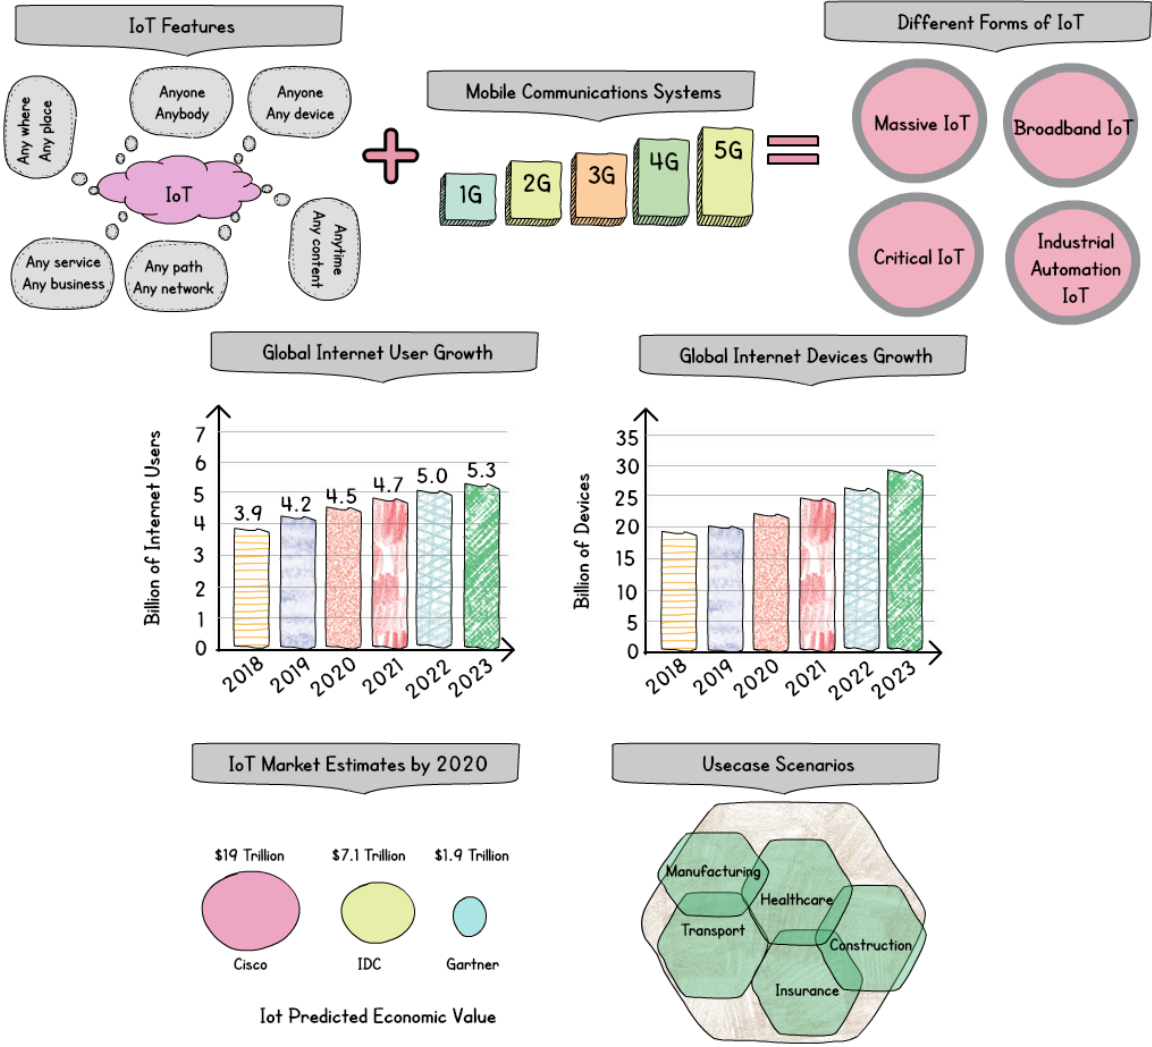 IoT Features
Any where
Any place
Anyone
Anybody
Anyone
Any device
IoT
Any service
Any business
Any path
Any network
Anytime
Any content
Mobile Communications Systems
1G
2G
3G
4G
5G
Different Forms of IoT
Massive IoT
Broadband IoT
Critical IoT
Industrial
Automation
IoT
Global Internet User Growth
Billion of Internet Users
7
6
5
4
3
2
1
0
3.9
4.2
4.5
4.7
5.0
5.3
2018
2019
2020
2021
2022
2023
Global Internet Devices Growth
Billion of Devices
35
30
25
20
15
10
5
0
2018
2019
2020
2021
2022
2023
IoT Market Estimates by 2020
$19 Trillion
$7.1 Trillion
$1.9 Trillion
Cisco
IDC
Gartner
Iot Predicted Economic Value
Usecase Scenarios
Manufacturing
Healthcare
Transport
Construction
Insurance